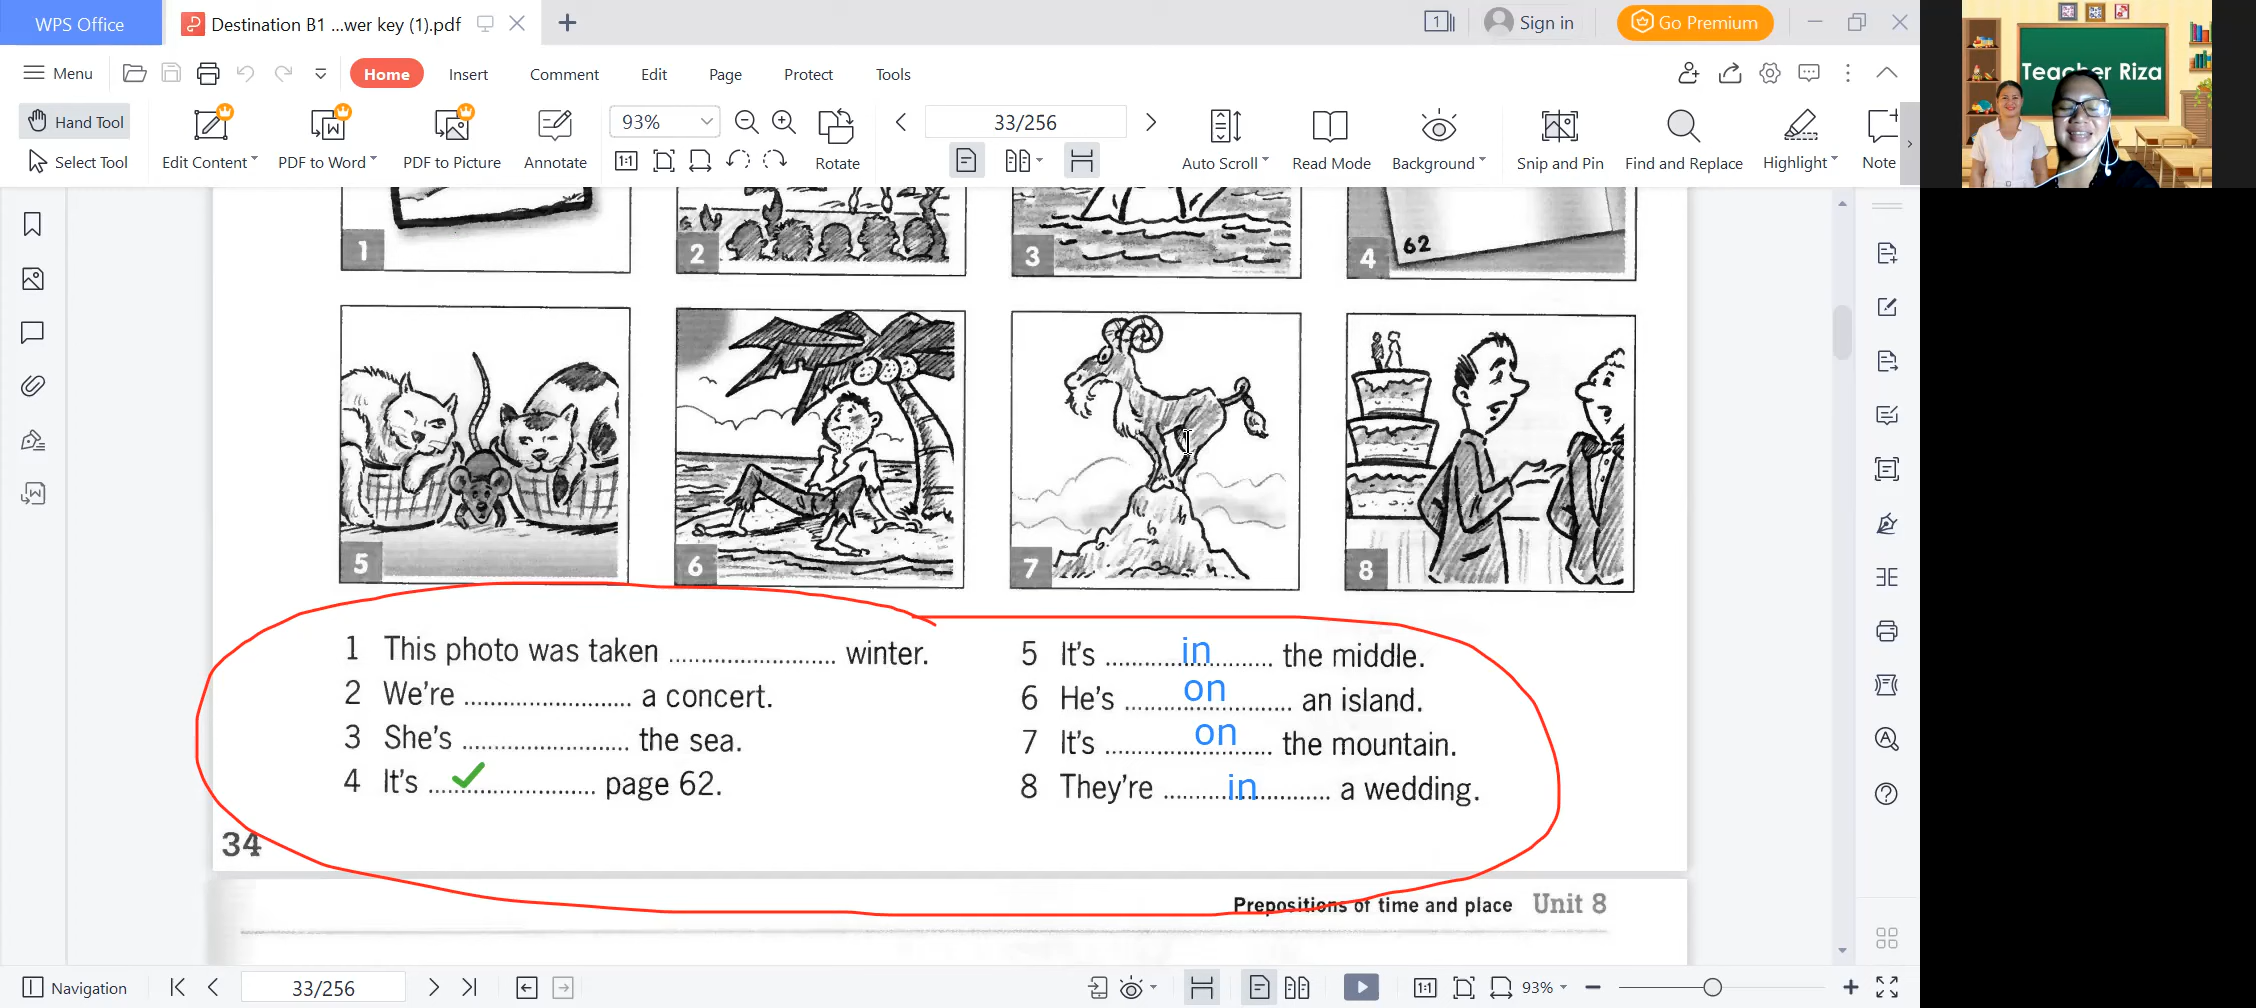 WPS Office
Destination B1 ...wer key (1).pdf
1
Sign in
Go Premium
Menu
Home
Insert
Comment
Edit
Page
Protect
Tools
Hand Tool
Select Tool
Edit Content
PDF to Word
PDF to Picture
Annotate
93%
1:1
Rotate
33/256
Auto Scroll
Read Mode
Background
Snip and Pin
Find and Replace
Highlight
Note
Teacher Riza
1
2
3
4
62
5
6
7
8
1 This photo was taken ........................ winter.
2 We're ........................ a concert.
3 She's ........................ the sea.
4 It's ........................ page 62.
5 It's ........................ the middle.
in
6 He's ........................ an island.
on
7 It's ........................ the mountain.
on
8 They're ........................ a wedding.
in
34
Prepositions of time and place Unit 8
Navigation
33/256
1:1
93%